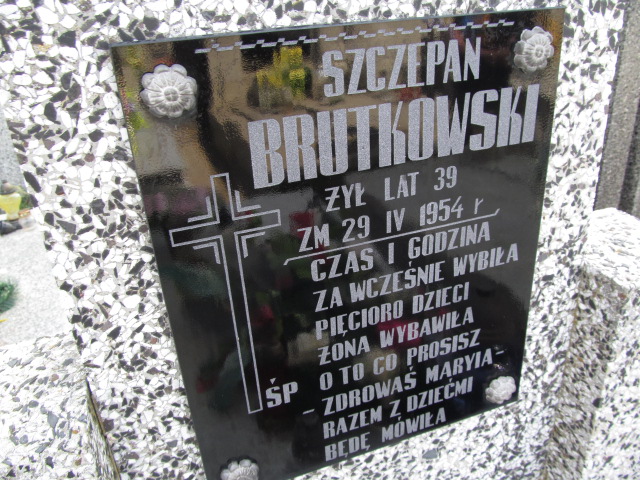 SZCZEPAN
BRUTKOWSKI
ŻYŁ LAT 39
ZM 29 IV 1954 r
CZAS I GODZINA
ZA WCZEŚNIE WYBIŁA
PIĘCIORO DZIECI
ŻONA WYBAWIŁA
O TO CO PROSISZ
- ZDROWAŚ MARYIA -
RAZEM Z DZIEĆMI
BĘDĘ MÓWIŁA
ŚP